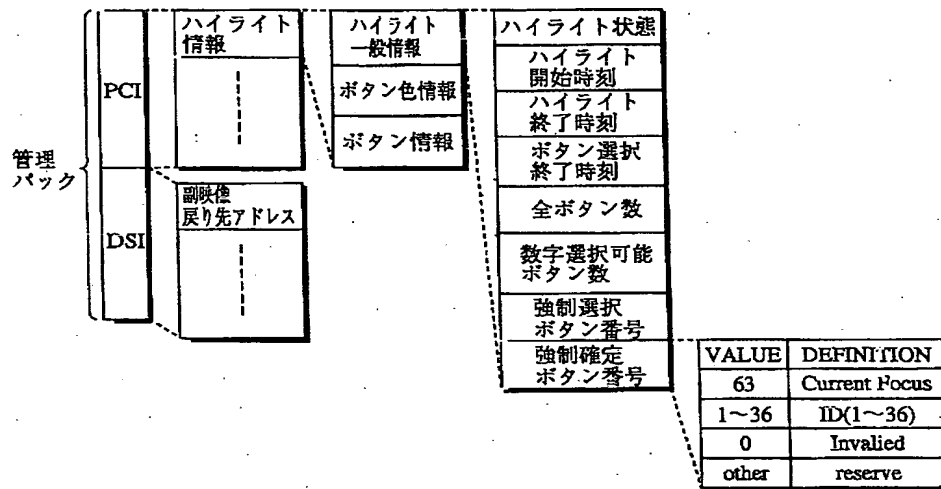 管理
パック
PCI
DSI
ハイライト
情報
副映像
戻り先アドレス
ハイライト
一般情報
ボタン色情報
ボタン情報
ハイライト状態
ハイライト
開始時刻
ハイライト
終了時刻
ボタン選択
終了時刻
全ボタン数
数字選択可能
ボタン数
強制選択
ボタン番号
強制確定
ボタン番号
VALUE DEFINITION
63 Current Focus
1～36 ID(1～36)
0 Invalied
other reserve